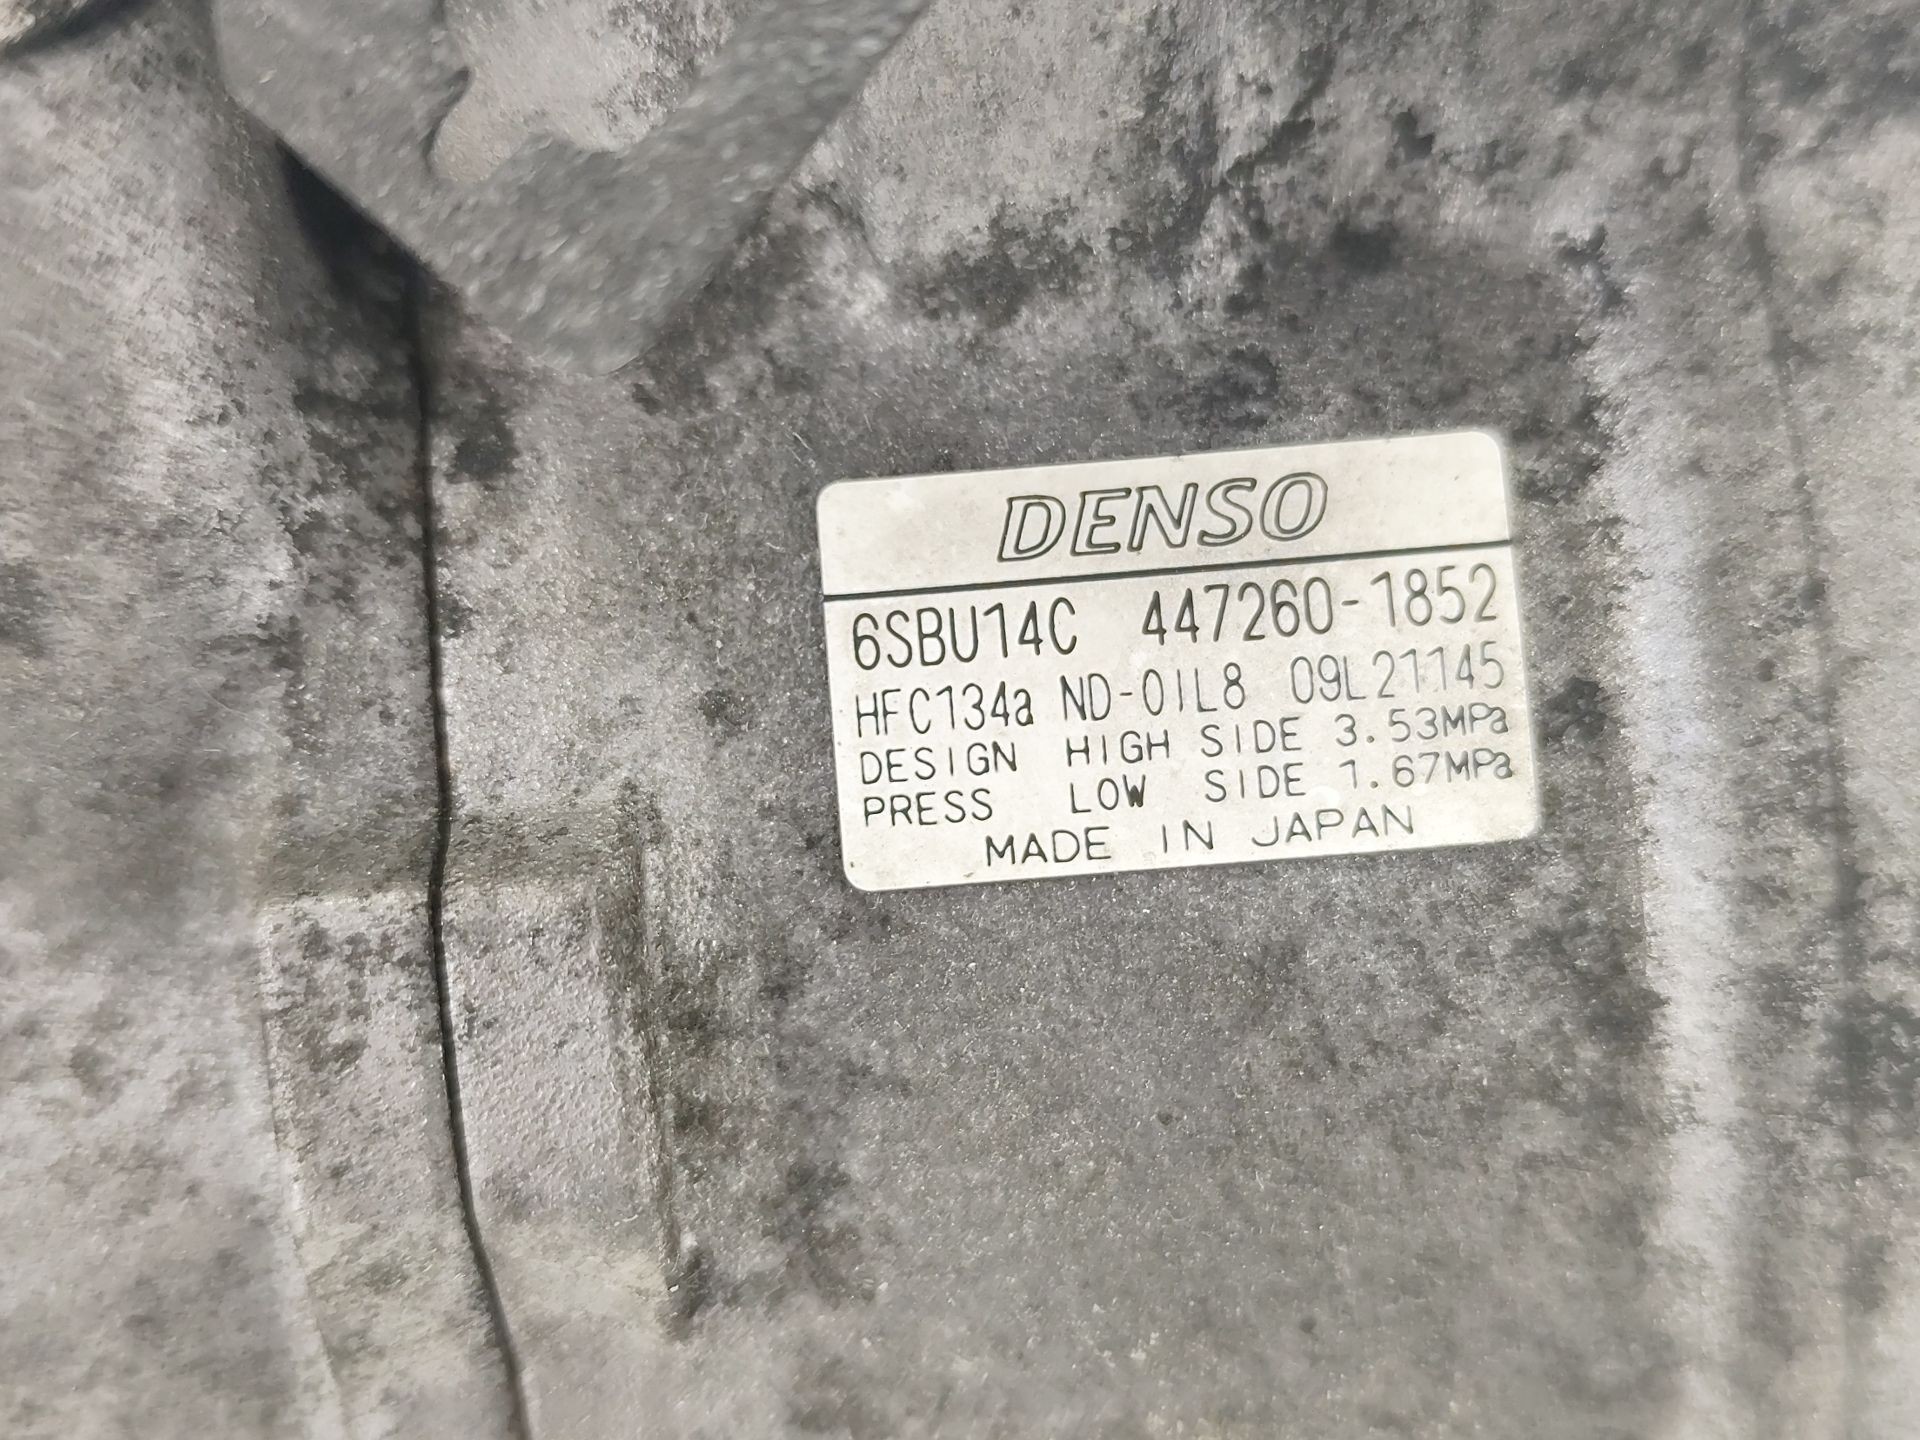 DENSO
6SBU14C 447260-1852
HFC134a ND-OIL8 09L21145
DESIGN HIGH SIDE 3.53MPa
PRESS LOW SIDE 1.67MPa
MADE IN JAPAN